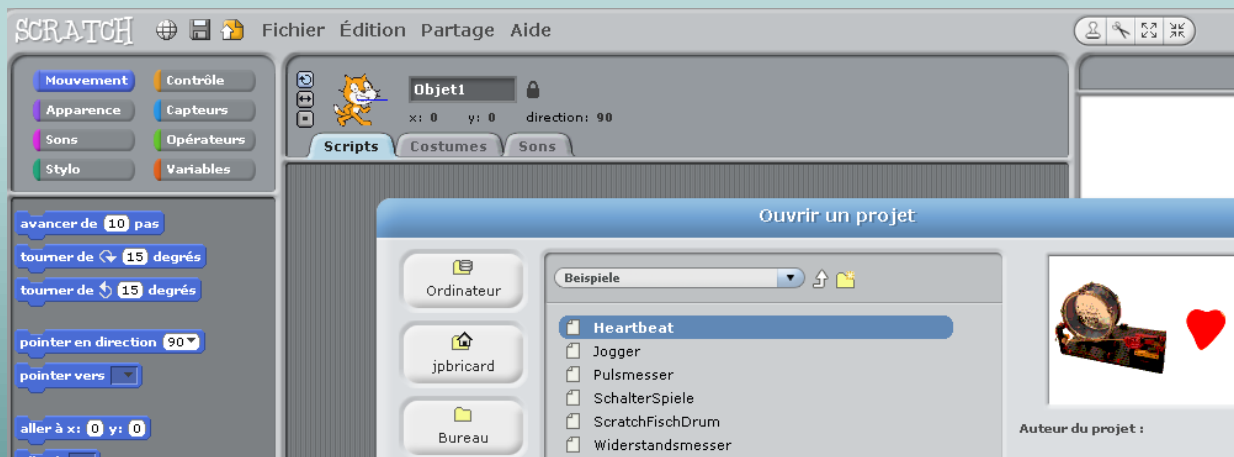 SCRATCH Fichier Édition Partage Aide
Mouvement Contrôle
Apparence Capteurs
Sons Opérateurs
Stylo Variables
Objet1
x: 0 y: 0 direction: 90
Scripts Costumes Sons
avancer de 10 pas
tourner de 15 degrés
tourner de 15 degrés
pointer en direction 90
pointer vers
aller à x: 0 y: 0
Ouvrir un projet
Ordinateur
jpbricard
Bureau
Beispiele
Heartbeat
Jogger
Pulsmesser
SchalterSpiele
ScratchFischDrum
Widerstandsmesser
Auteur du projet :